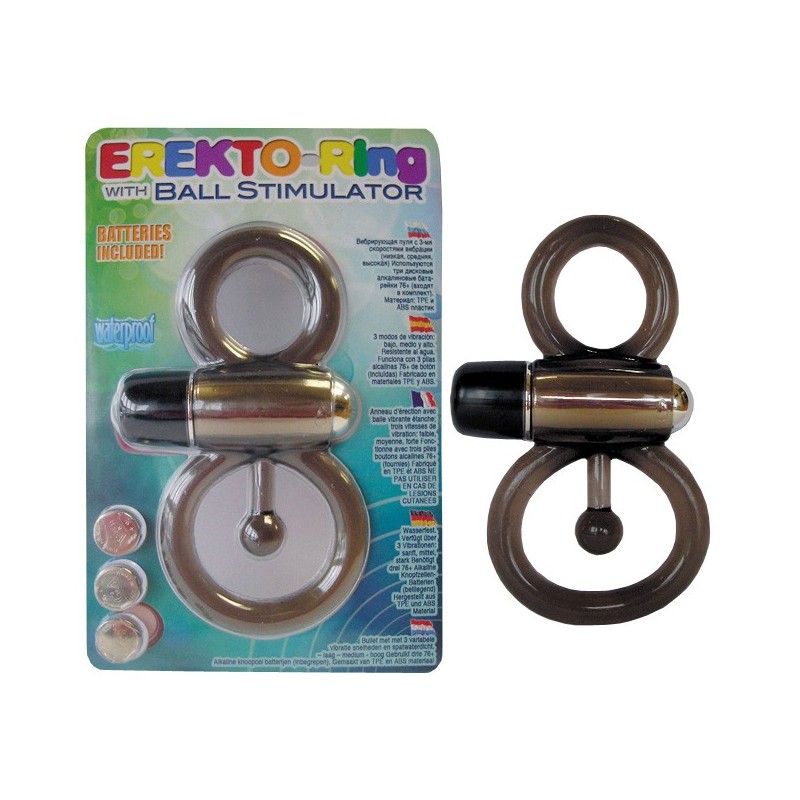 EREKTO-RIng
WITH BALL STIMULATOR
BATTERIES
INCLUDED!
waterproof
Вибрирующая пуля с 3-мя
скоростями вибрации
(низкая, средняя,
высокая) Используются
три дисковые
алкалиновые бата-
рейки 76+ (входят
в комплект).
Материал: TPE и
ABS пластик
3 modos de vibración:
bajo, medio y alto.
Resistente al agua.
Funciona con 3 pilas
alcalinas 76+ de botón
(incluidas) Fabricado en
materiales TPE y ABS.
Anneau d'érection avec
balle vibrante étanche;
trois vitesses de
vibration: faible,
moyenne, forte Fonc-
tionne avec trois piles
boutons alcalines 76+
(fournies) Fabriqué
en TPE et ABS NE
PAS UTILISER
EN CAS DE
LESIONS
CUTANEES
Wasserfest.
Verfügt über
3 Vibrationen:
sanft, mittel,
stark Benötigt
drei 76+ Alkaline
Knopfzellen-
Batterien
(beiliegend)
Hergestellt aus
TPE und ABS
Material
Bullet met met 3 variabele
vibratie snelheden en spatwaterdicht.
– laag – medium - hoog Gebruikt drie 76+
Alkaline knoopcel batterijen (inbegrepen). Gemaakt van TPE en ABS materiaal